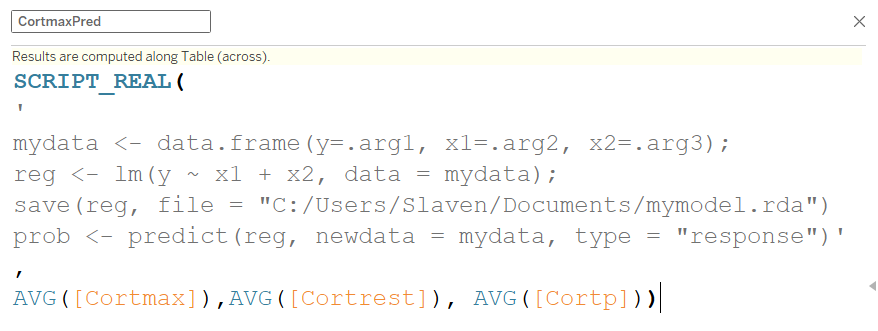 CortmaxPred
Results are computed along Table (across).
SCRIPT_REAL(
'
mydata <- data.frame(y=.arg1, x1=.arg2, x2=.arg3);
reg <- lm(y ~ x1 + x2, data = mydata);
save(reg, file = "C:/Users/Slaven/Documents/mymodel.rda")
prob <- predict(reg, newdata = mydata, type = "response")'
,
AVG([Cortmax]),AVG([Cortrest]), AVG([Cortp]))